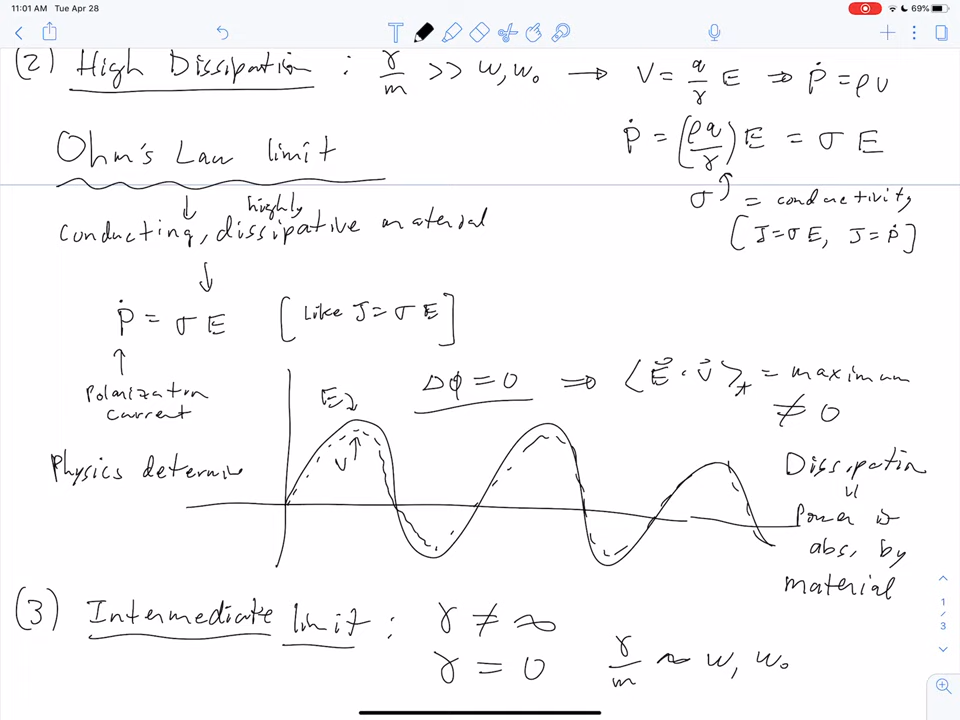 11:01 AM Tue Apr 28
69%
(2) High Dissipation : γ/m >> ω, ω₀ → V = q/γ E ⇒ Ṗ = ρv
Ohm's Law limit
Ṗ = (ρq/γ) E = σ E
σ = conductivity
[J=σE, J=Ṗ]
↓ highly
conducting, dissipative material
↓
Ṗ = σ E [Like J = σ E]
↑
Polarization
current
Δφ = 0 ⇒ ⟨E⃗ · v⃗⟩ₜ = maximum
≠ 0
E
V
Physics determine
Dissipation
⇓
Power is
abs, by
material
(3) Intermediate limit : γ ≠ ∞
γ = 0 γ/m ~ ω, ω₀
1
/
3